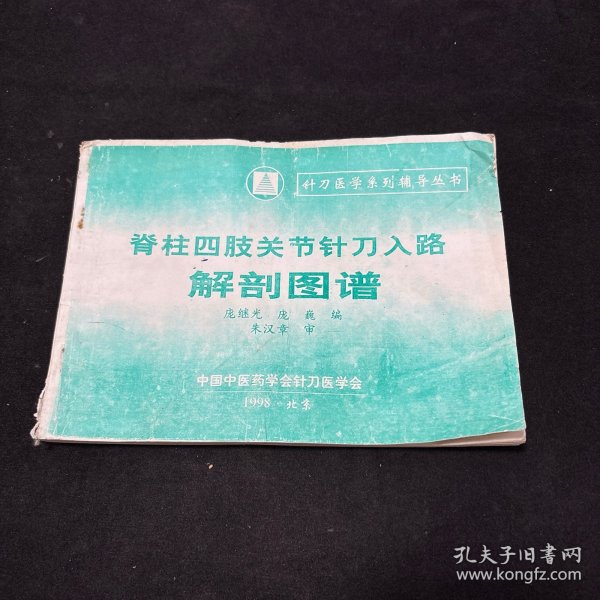 针刀医学系列辅导丛书
脊柱四肢关节针刀入路
解剖图谱
庞继光 庞巍 编
朱汉章 审
中国中医药学会针刀医学会
1998·北京
孔夫子旧书网
www.kongfz.com